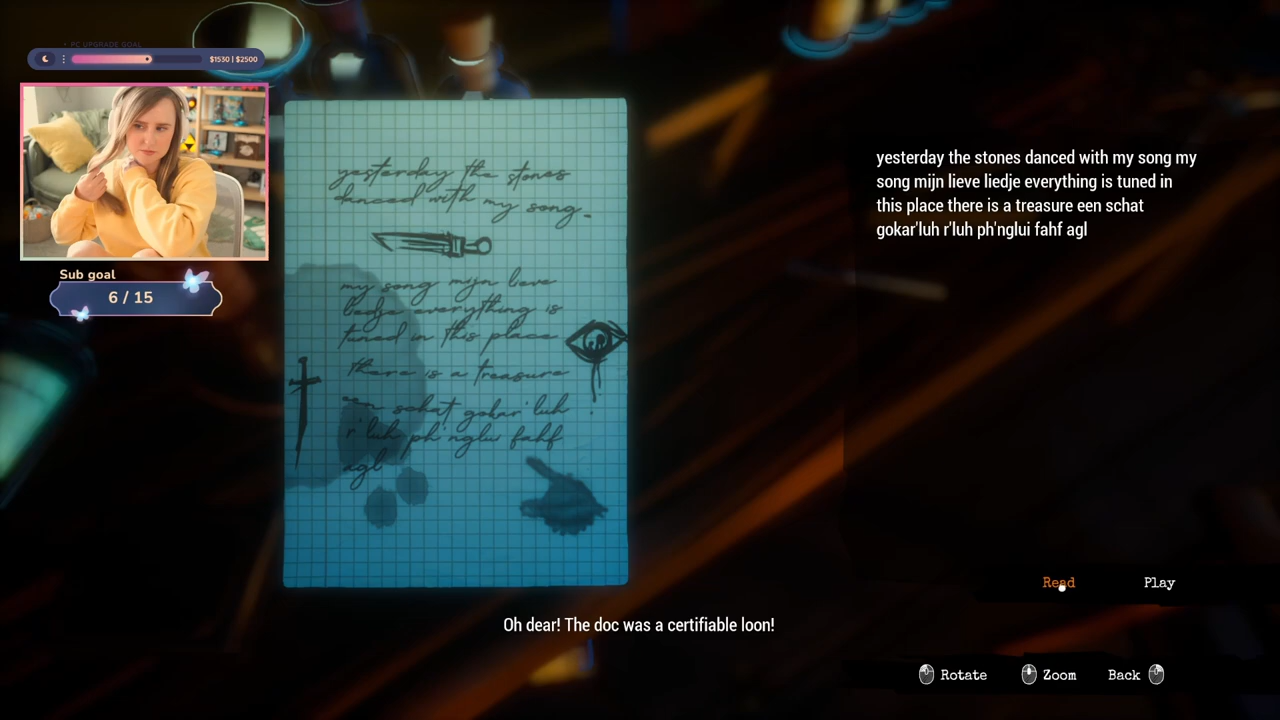 PC UPGRADE GOAL
$1530 | $2500
Sub goal
6 / 15
yesterday the stones
danced with my song.
my song mijn lieve
liedje everything is
tuned in this place
there is a treasure
een schat gokar'luh
r'luh ph'nglui fahf
agl
yesterday the stones danced with my song my
song mijn lieve liedje everything is tuned in
this place there is a treasure een schat
gokar'luh r'luh ph'nglui fahf agl
Read
Play
Oh dear! The doc was a certifiable loon!
Rotate
Zoom
Back